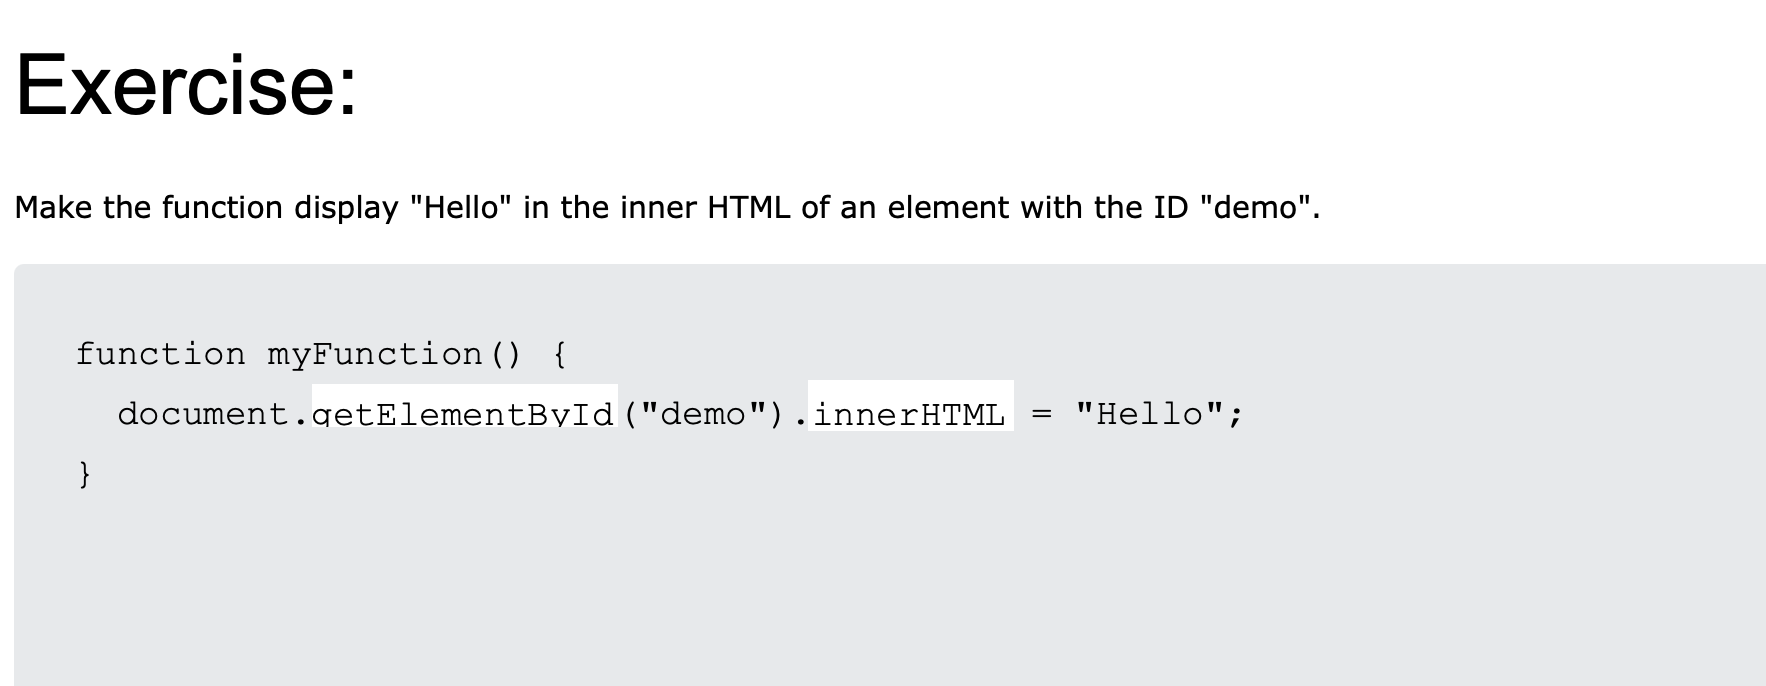 Exercise:
Make the function display "Hello" in the inner HTML of an element with the ID "demo".
function myFunction() {
document.getElementById("demo").innerHTML = "Hello";
}